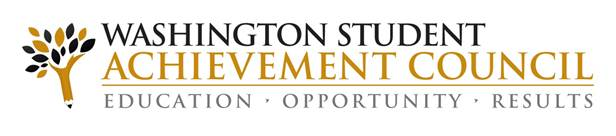 WASHINGTON STUDENT
ACHIEVEMENT COUNCIL
EDUCATION · OPPORTUNITY · RESULTS